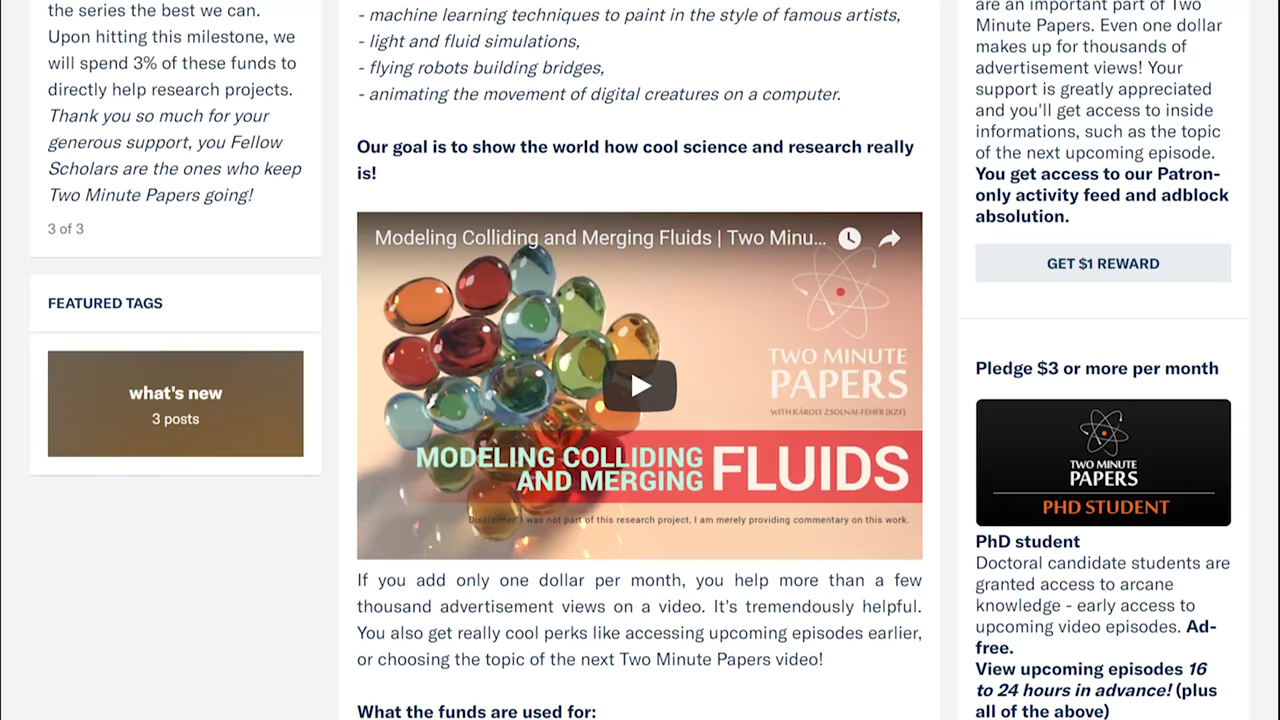 the series the best we can.
Upon hitting this milestone, we
will spend 3% of these funds to
directly help research projects.
Thank you so much for your
generous support, you Fellow
Scholars are the ones who keep
Two Minute Papers going!
3 of 3
FEATURED TAGS
what's new
3 posts
- machine learning techniques to paint in the style of famous artists,
- light and fluid simulations,
- flying robots building bridges,
- animating the movement of digital creatures on a computer.
Our goal is to show the world how cool science and research really
is!
Modeling Colliding and Merging Fluids | Two Minu...
TWO MINUTE
PAPERS
WITH KÁROLY ZSOLNAI-FEHÉR [KZF]
MODELING COLLIDING
AND MERGING
FLUIDS
Disclaimer: I was not part of this research project, I am merely providing commentary on this work.
If you add only one dollar per month, you help more than a few
thousand advertisement views on a video. It's tremendously helpful.
You also get really cool perks like accessing upcoming episodes earlier,
or choosing the topic of the next Two Minute Papers video!
What the funds are used for:
are an important part of Two
Minute Papers. Even one dollar
makes up for thousands of
advertisement views! Your
support is greatly appreciated
and you'll get access to inside
informations, such as the topic
of the next upcoming episode.
You get access to our Patron-
only activity feed and adblock
absolution.
GET $1 REWARD
Pledge $3 or more per month
TWO MINUTE
PAPERS
PHD STUDENT
PhD student
Doctoral candidate students are
granted access to arcane
knowledge - early access to
upcoming video episodes. Ad-
free.
View upcoming episodes 16
to 24 hours in advance! (plus
all of the above)